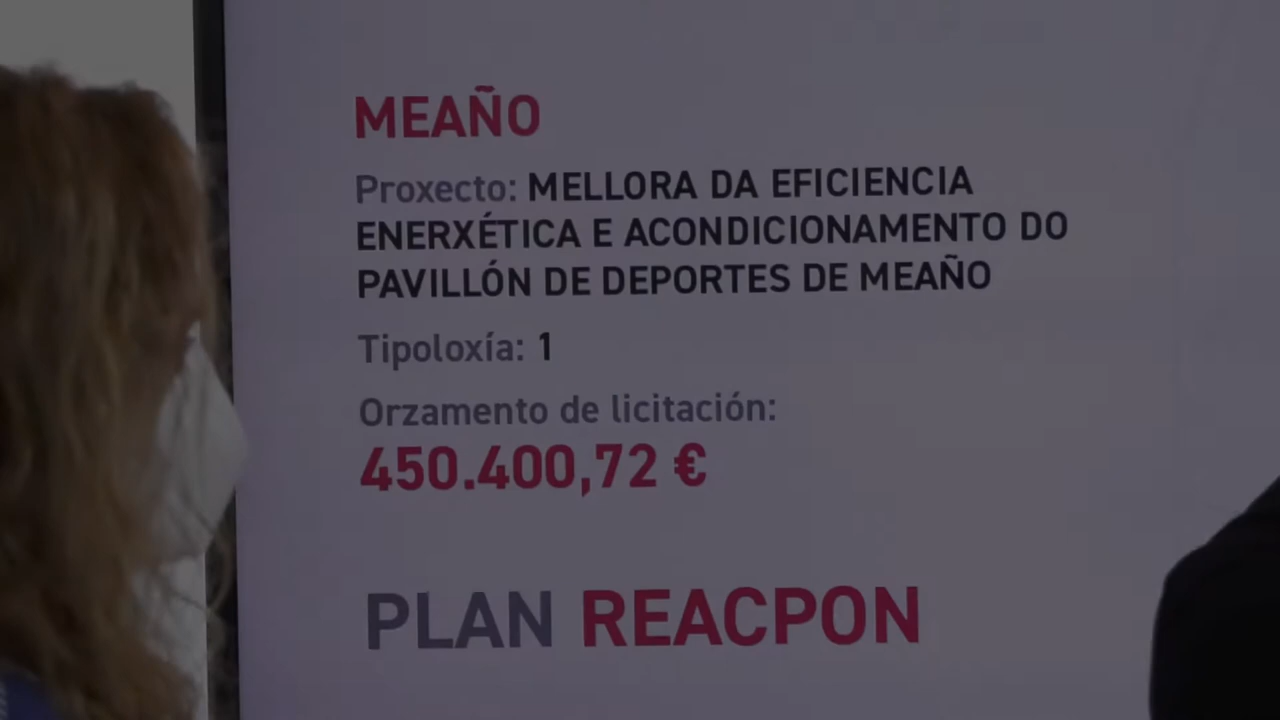 MEAÑO
Proxecto: MELLORA DA EFICIENCIA
ENERXÉTICA E ACONDICIONAMENTO DO
PAVILLÓN DE DEPORTES DE MEAÑO
Tipoloxía: 1
Orzamento de licitación:
450.400,72 €
PLAN REACPON